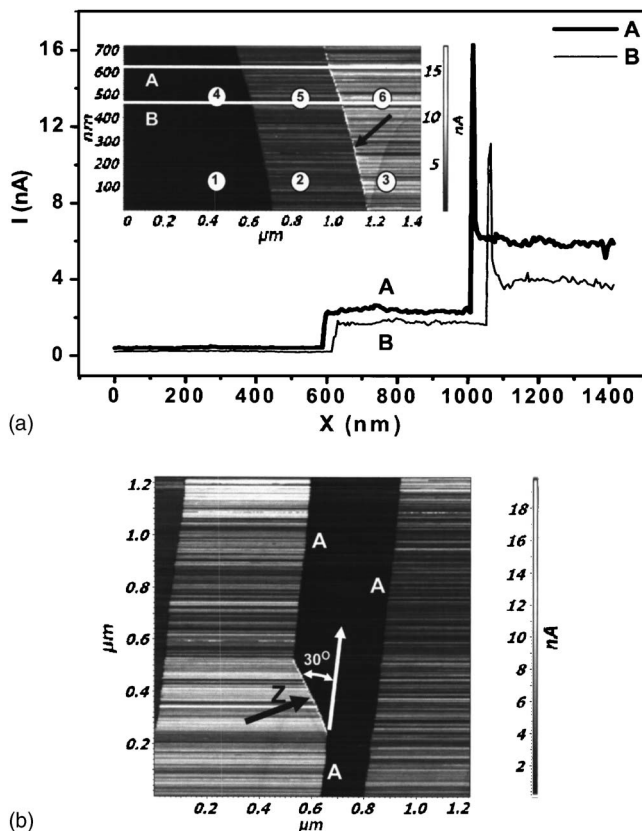 A
B
I (nA)
16
12
8
4
0
700
600
500
400
300
200
100
nm
A
B
4
5
6
1
2
3
0
0.2
0.4
0.6
0.8
1.0
1.2
1.4
μm
15
10
5
nA
A
B
0
200
400
600
800
1000
1200
1400
X (nm)
(a)
1.2
1.0
0.8
0.6
0.4
0.2
μm
A
A
30°
Z
A
0.2
0.4
0.6
0.8
1.0
1.2
μm
18
16
14
12
10
8
6
4
2
nA
(b)